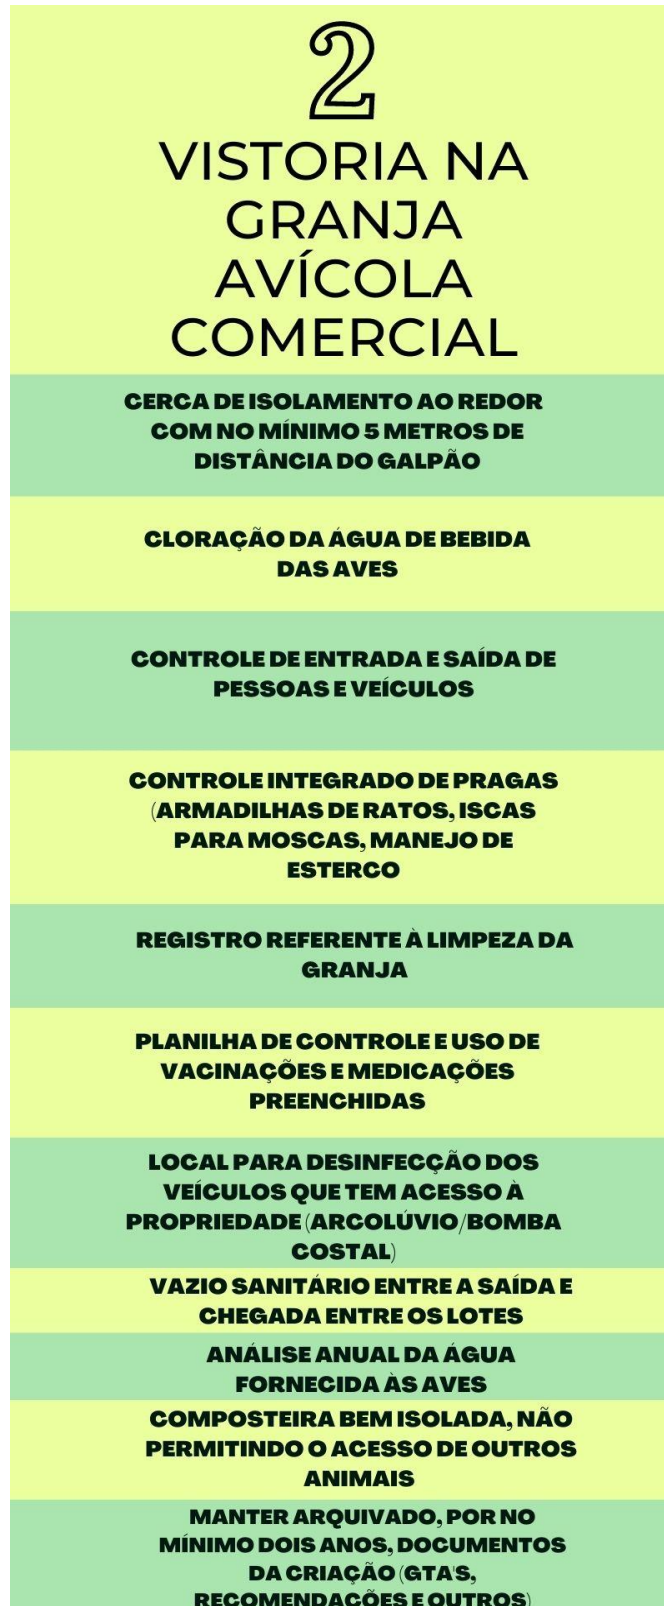 2
VISTORIA NA
GRANJA
AVÍCOLA
COMERCIAL
CERCA DE ISOLAMENTO AO REDOR
COM NO MÍNIMO 5 METROS DE
DISTÂNCIA DO GALPÃO
CLORAÇÃO DA ÁGUA DE BEBIDA
DAS AVES
CONTROLE DE ENTRADA E SAÍDA DE
PESSOAS E VEÍCULOS
CONTROLE INTEGRADO DE PRAGAS
(ARMADILHAS DE RATOS, ISCAS
PARA MOSCAS, MANEJO DE
ESTERCO
REGISTRO REFERENTE À LIMPEZA DA
GRANJA
PLANILHA DE CONTROLE E USO DE
VACINAÇÕES E MEDICAÇÕES
PREENCHIDAS
LOCAL PARA DESINFECÇÃO DOS
VEÍCULOS QUE TEM ACESSO À
PROPRIEDADE (ARCOLÚVIO/BOMBA
COSTAL)
VAZIO SANITÁRIO ENTRE A SAÍDA E
CHEGADA ENTRE OS LOTES
ANÁLISE ANUAL DA ÁGUA
FORNECIDA ÀS AVES
COMPOSTEIRA BEM ISOLADA, NÃO
PERMITINDO O ACESSO DE OUTROS
ANIMAIS
MANTER ARQUIVADO, POR NO
MÍNIMO DOIS ANOS, DOCUMENTOS
DA CRIAÇÃO (GTA'S,
RECOMENDAÇÕES E OUTROS)